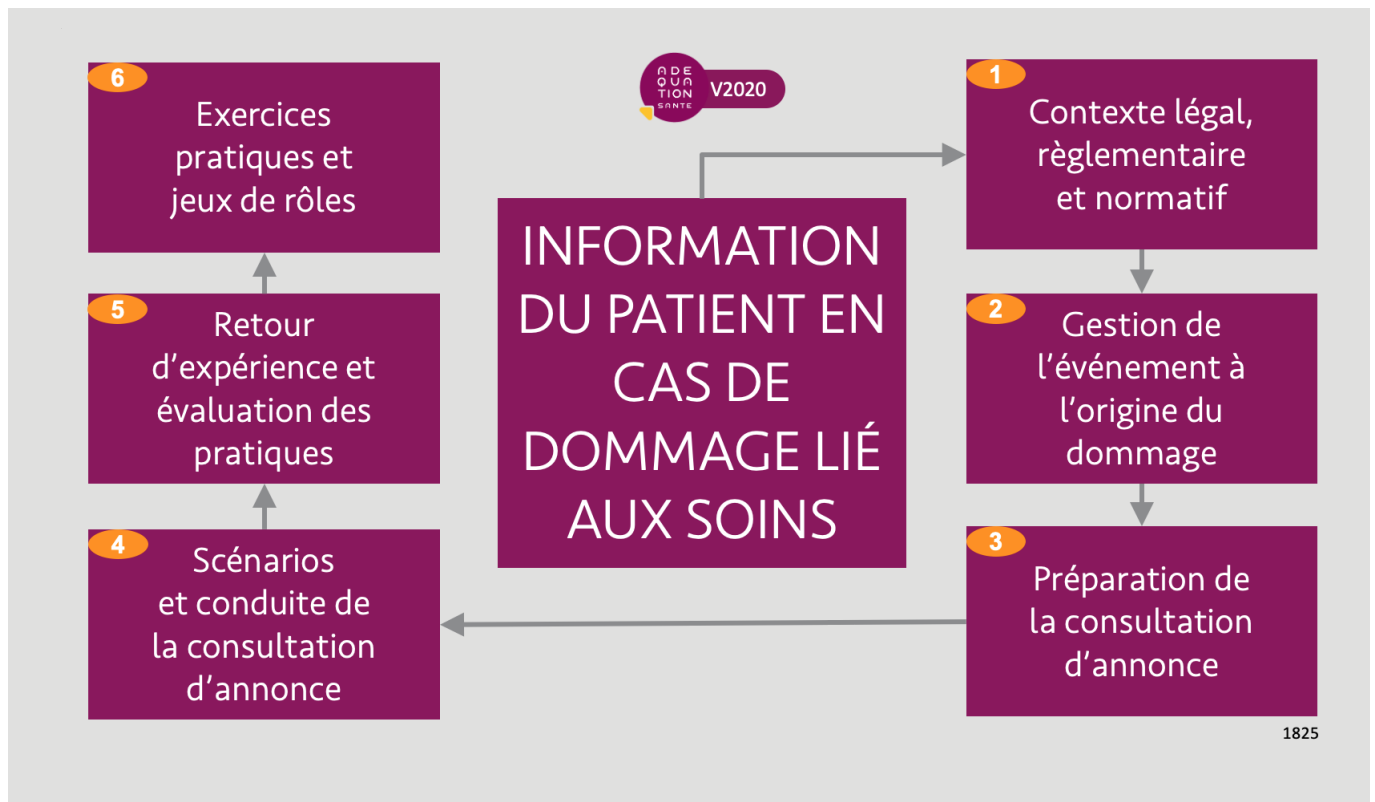 ADE
QUA
TION
SANTE
V2020
INFORMATION
DU PATIENT EN
CAS DE
DOMMAGE LIÉ
AUX SOINS
1
Contexte légal,
règlementaire
et normatif
2
Gestion de
l’événement à
l’origine du
dommage
3
Préparation de
la consultation
d’annonce
4
Scénarios
et conduite de
la consultation
d’annonce
5
Retour
d’expérience et
évaluation des
pratiques
6
Exercices
pratiques et
jeux de rôles
1825